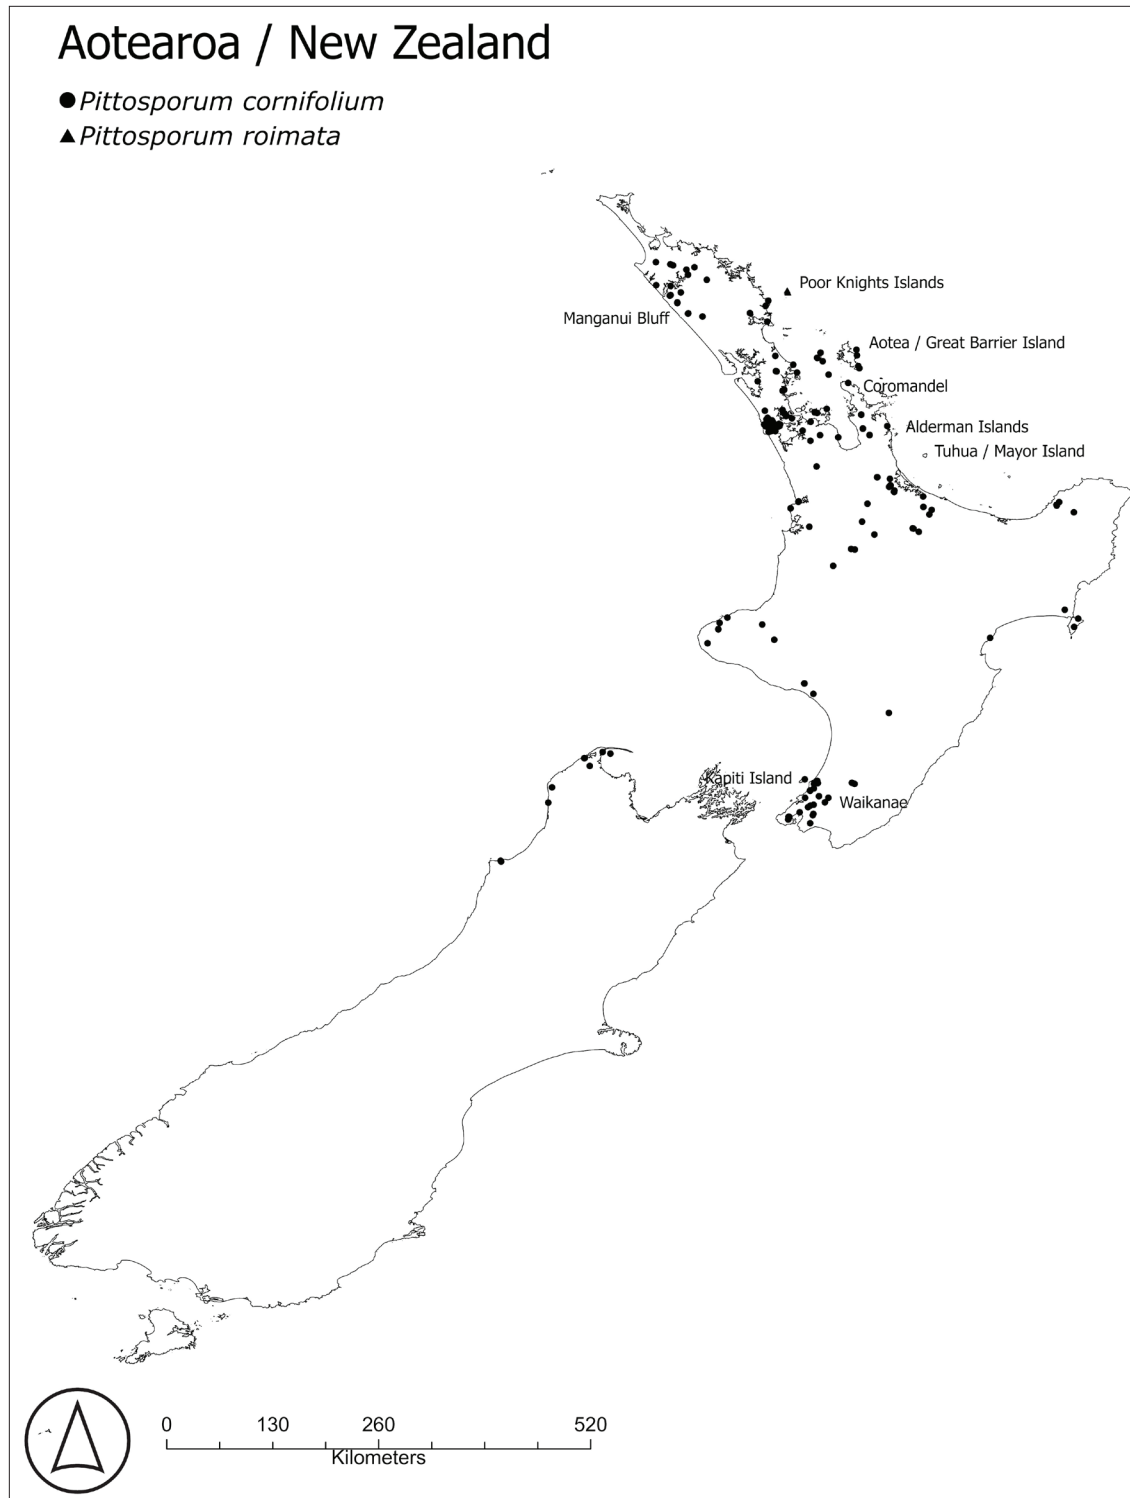 Aotearoa / New Zealand
Pittosporum cornifolium
Pittosporum roimata
Poor Knights Islands
Manganui Bluff
Aotea / Great Barrier Island
Coromandel
Alderman Islands
Tuhua / Mayor Island
Kapiti Island
Waikanae
0 130 260 520
Kilometers